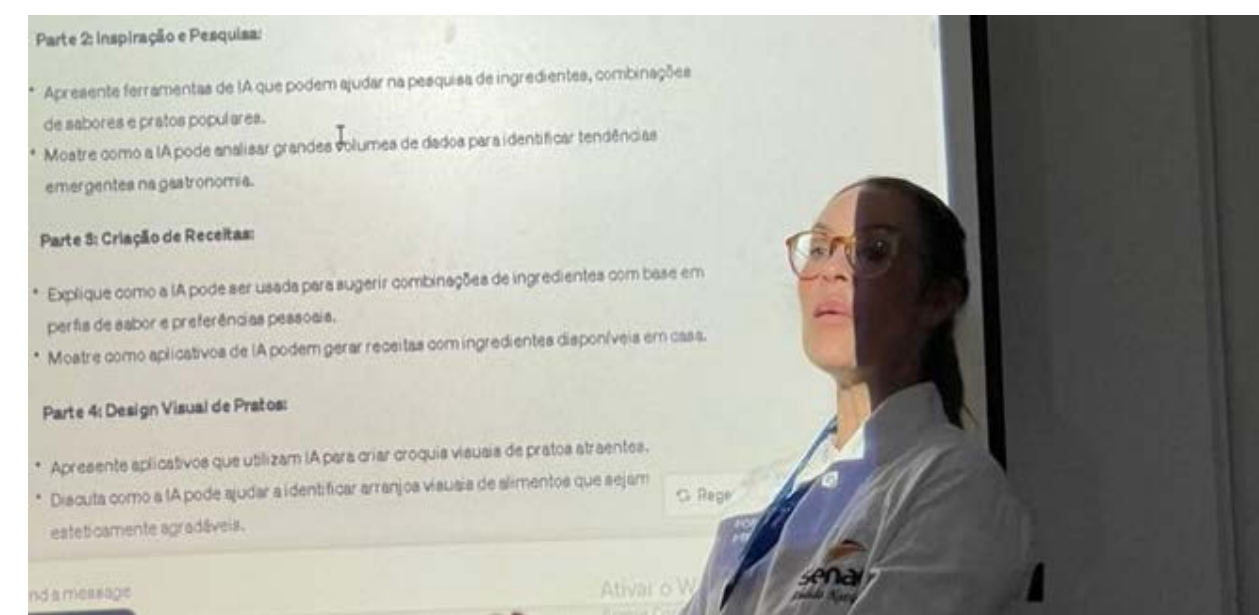 Parte 2: Inspiração e Pesquisa:
* Apresente ferramentas de IA que podem ajudar na pesquisa de ingredientes, combinações
de sabores e pratos populares.
* Mostre como a IA pode analisar grandes volumes de dados para identificar tendências
emergentes na gastronomia.
Parte 3: Criação de Receitas:
* Explique como a IA pode ser usada para sugerir combinações de ingredientes com base em
perfis de sabor e preferências pessoais.
* Mostre como aplicativos de IA podem gerar receitas com ingredientes disponíveis em casa.
Parte 4: Design Visual de Pratos:
* Apresente aplicativos que utilizam IA para criar croquis visuais de pratos atraentes.
* Discuta como a IA pode ajudar a identificar arranjos visuais de alimentos que sejam
esteticamente agradáveis.
Rege
nd a message
Ativar o W
senac